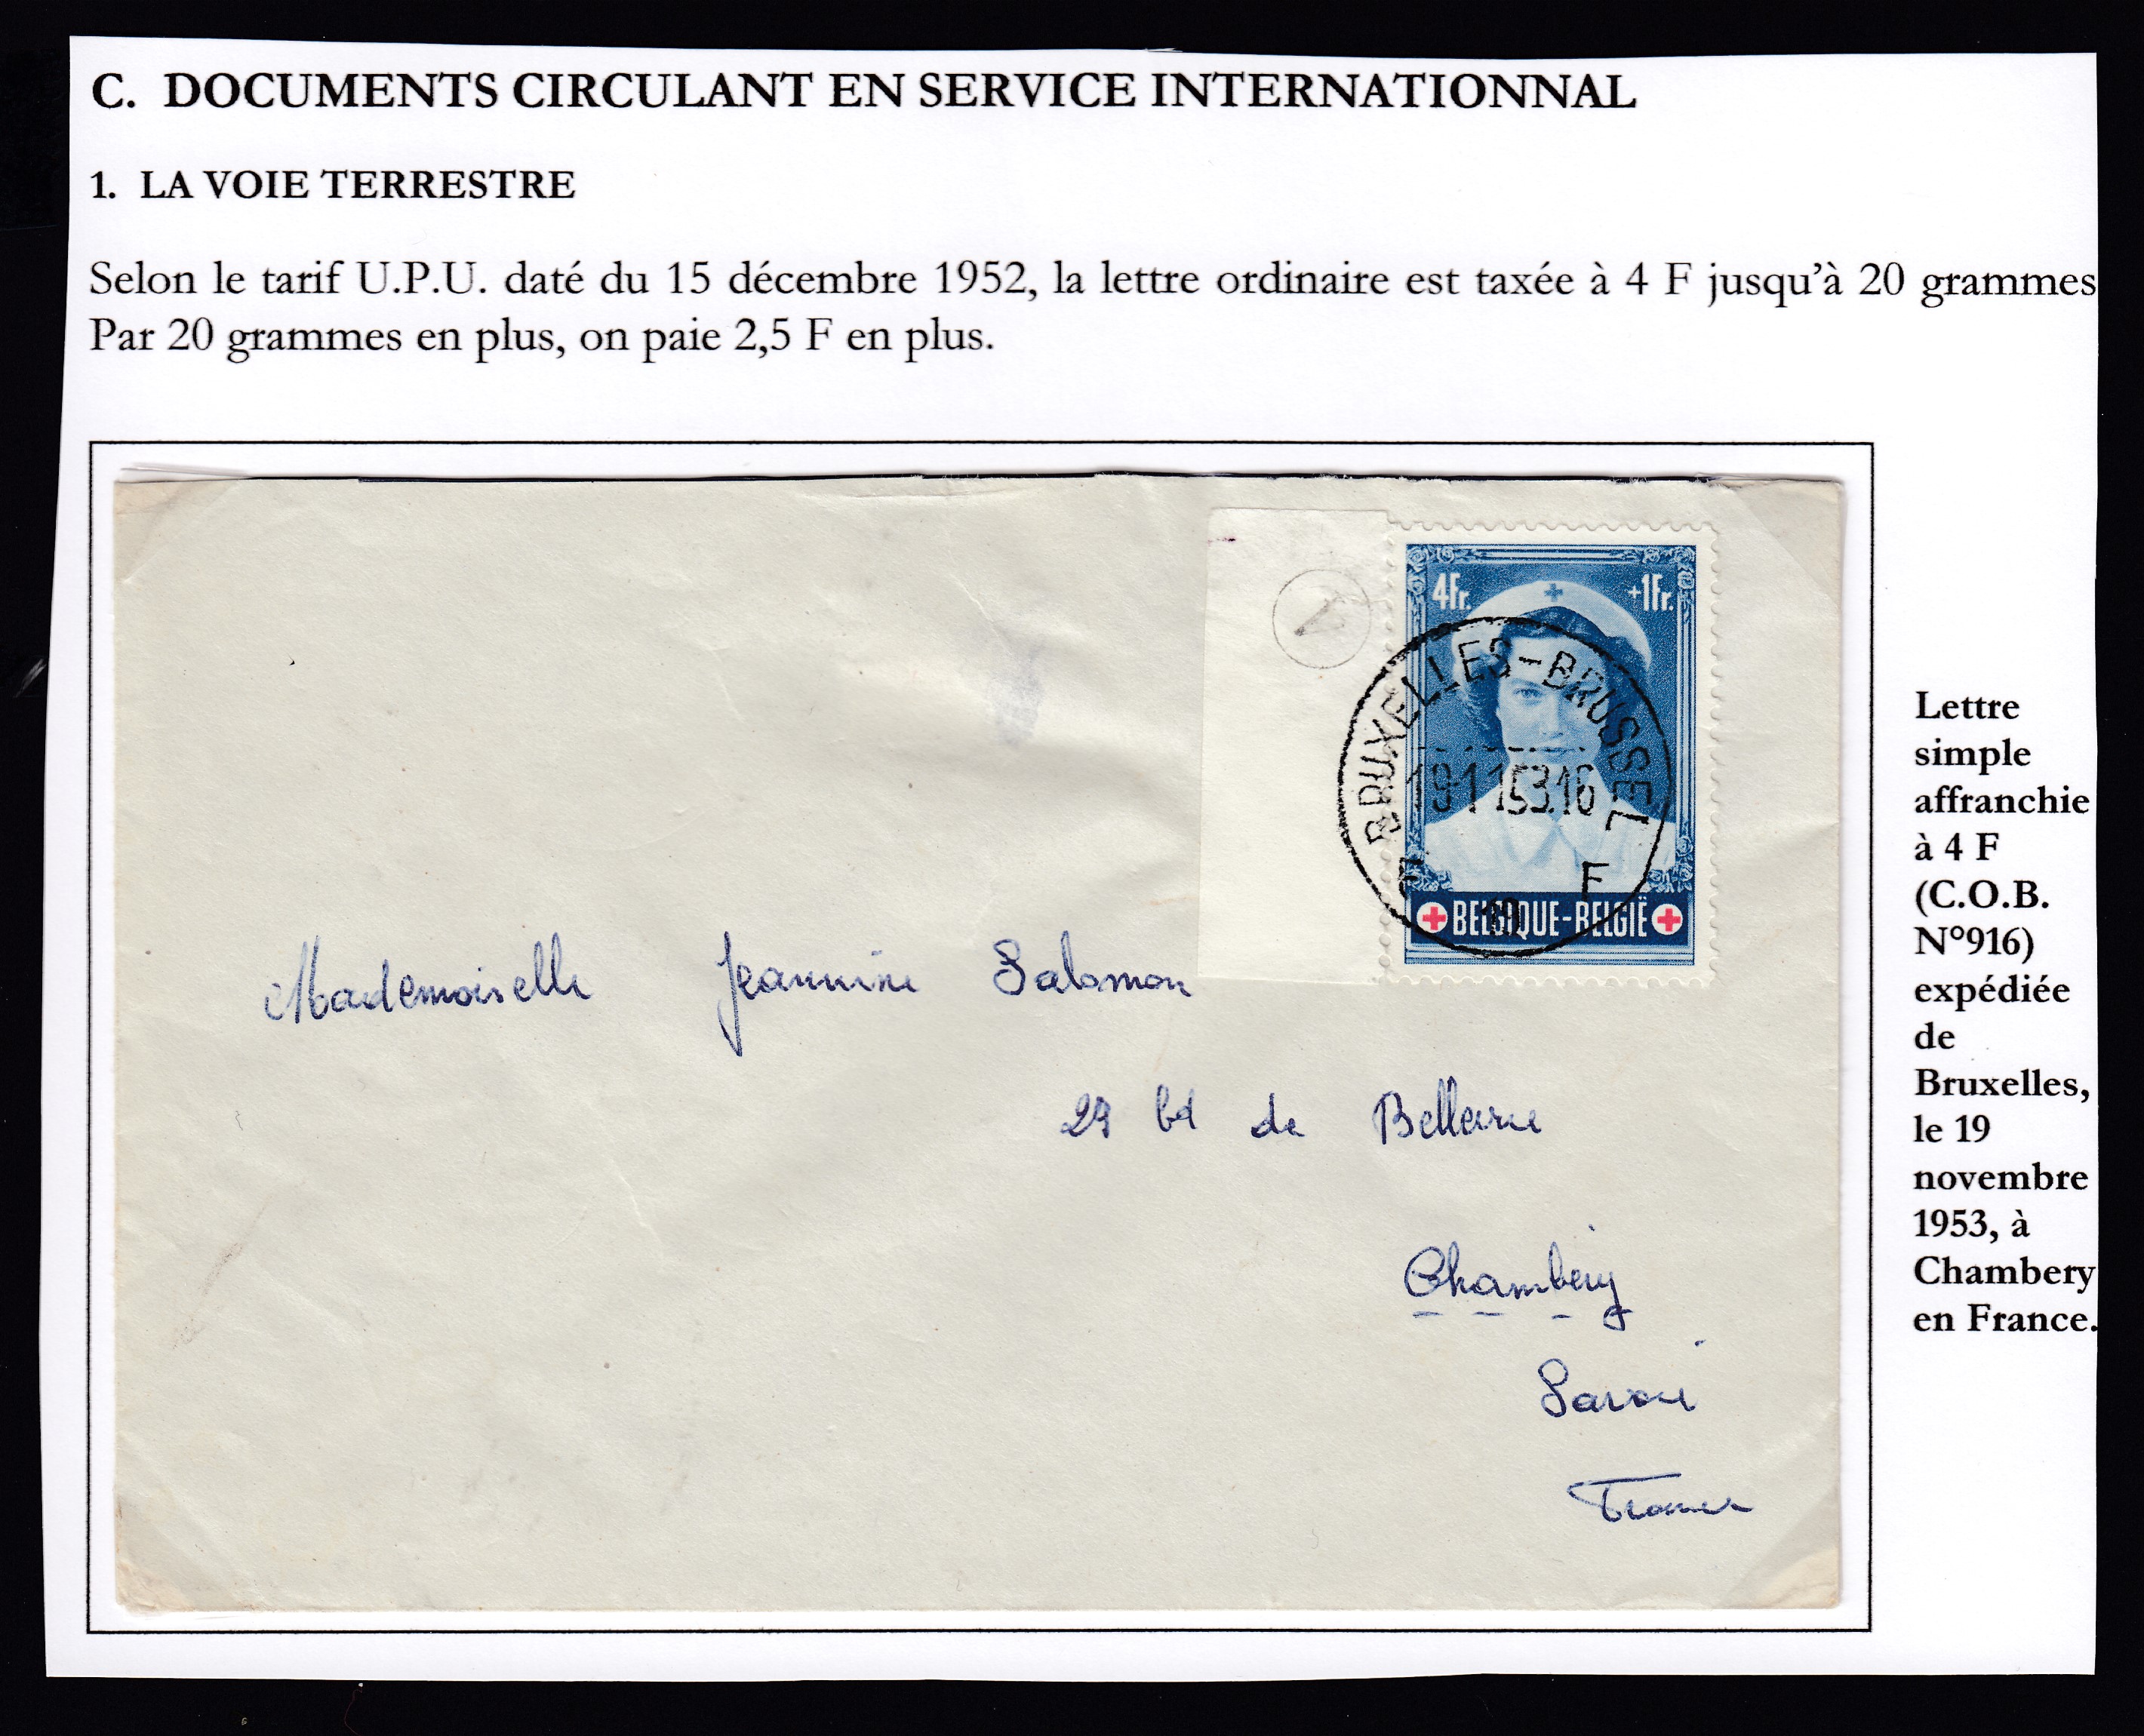 C. DOCUMENTS CIRCULANT EN SERVICE INTERNATIONNAL
1. LA VOIE TERRESTRE
Selon le tarif U.P.U. daté du 15 décembre 1952, la lettre ordinaire est taxée à 4 F jusqu'à 20 grammes
Par 20 grammes en plus, on paie 2,5 F en plus.
4Fr. +1Fr.
BRUXELLES-BRUSSEL
19-11 53.16
F F
BELGIQUE-BELGIË
Mademoiselle Jeannine Salomon
bd de Bellevue
Chambery
Savoie
France
Lettre
simple
affranchie
à 4 F
(C.O.B.
N°916)
expédiée
de
Bruxelles,
le 19
novembre
1953, à
Chambery
en France.